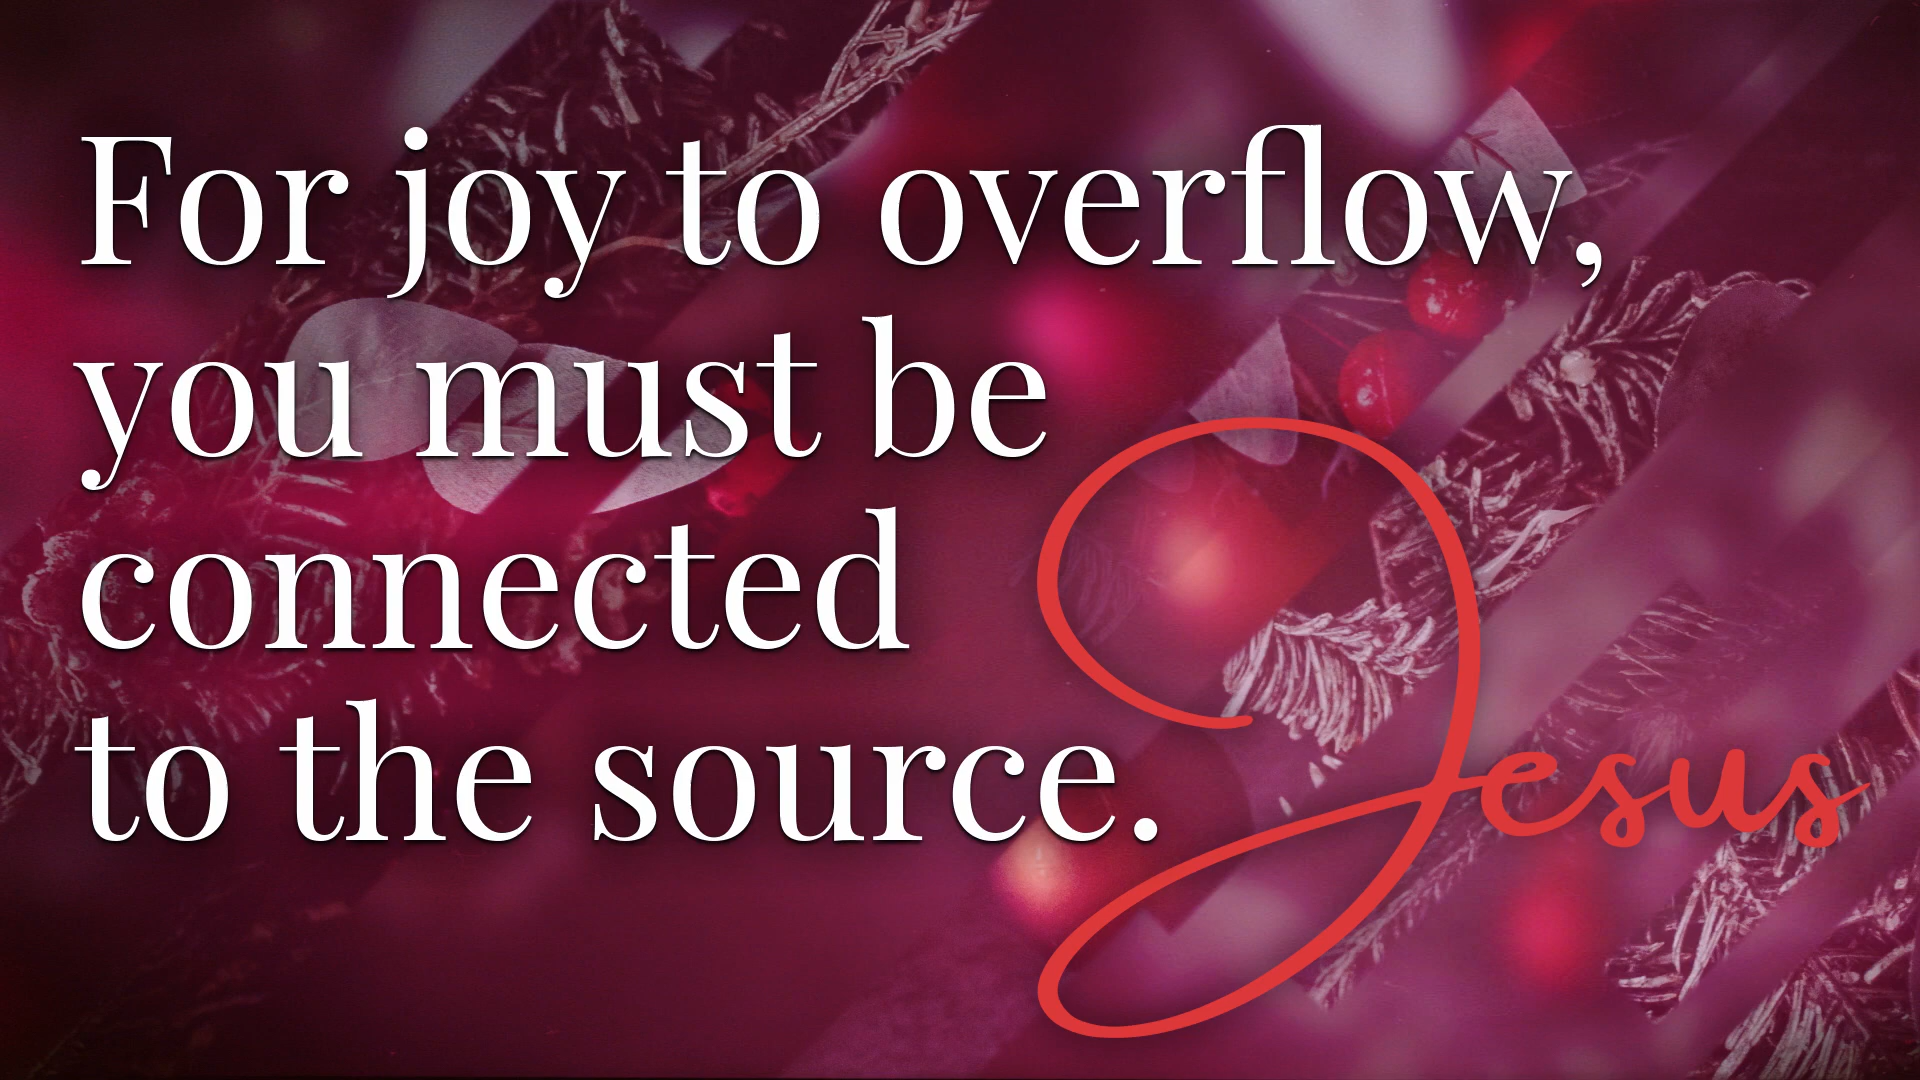 For joy to overflow,
you must be
connected
to the source.
Jesus